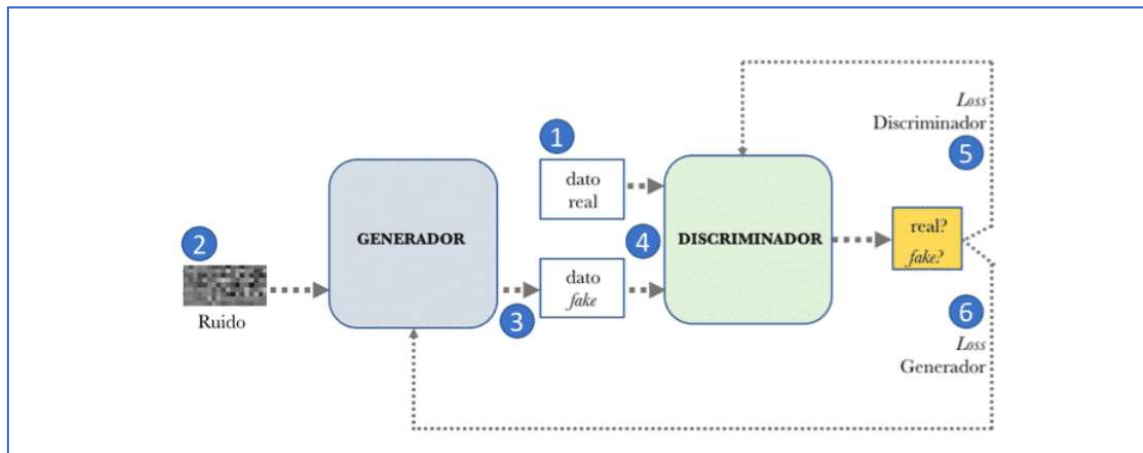 Loss
Discriminador
1
5
dato
real
GENERADOR
4
DISCRIMINADOR
real?
fake?
2
dato
fake
Ruido
3
6
Loss
Generador